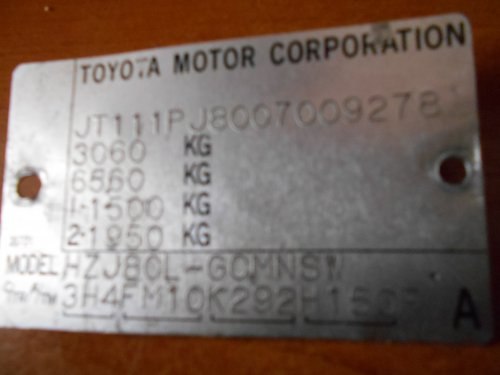 TOYOTA MOTOR CORPORATION
JT111PJ8007009278
3060 KG
6560 KG
1-1500 KG
2-1950 KG
MODEL HZJ80L-GQMNSW
3H4 FM10 K292
A